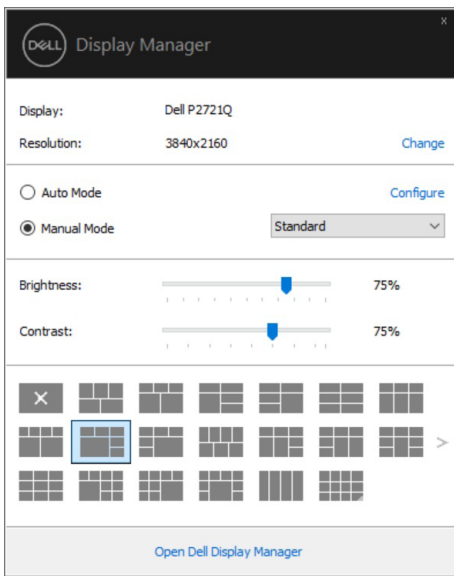 X
DELL Display Manager
Display: Dell P2721Q
Resolution: 3840x2160 Change
Auto Mode Configure
Manual Mode Standard
Brightness: 75%
Contrast: 75%
Open Dell Display Manager